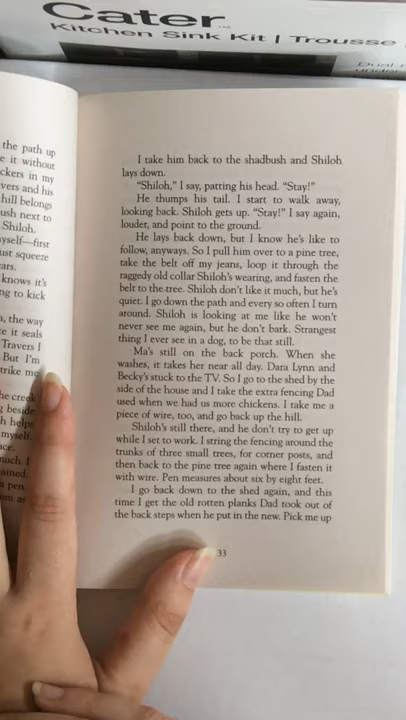 Cater™
Kitchen Sink Kit | Trousse
the path up
e it without
ckers in my
vers and his
hill belongs
ush next to
Shiloh.
yself—first
ust squeeze
ears.
knows it's
ng to kick
, the way
e it seals
Travers I
But I'm
trike me
he creek
g beside
h helps
myself.
ace.
much I
ained.
a pen
um as
I take him back to the shadbush and Shiloh
lays down.
"Shiloh," I say, patting his head. "Stay!"
He thumps his tail. I start to walk away,
looking back. Shiloh gets up. "Stay!" I say again,
louder, and point to the ground.
He lays back down, but I know he's like to
follow, anyways. So I pull him over to a pine tree,
take the belt off my jeans, loop it through the
raggedy old collar Shiloh's wearing, and fasten the
belt to the tree. Shiloh don't like it much, but he's
quiet. I go down the path and every so often I turn
around. Shiloh is looking at me like he won't
never see me again, but he don't bark. Strangest
thing I ever see in a dog, to be that still.
Ma's still on the back porch. When she
washes, it takes her near all day. Dara Lynn and
Becky's stuck to the TV. So I go to the shed by the
side of the house and I take the extra fencing Dad
used when we had us more chickens. I take me a
piece of wire, too, and go back up the hill.
Shiloh's still there, and he don't try to get up
while I set to work. I string the fencing around the
trunks of three small trees, for corner posts, and
then back to the pine tree again where I fasten it
with wire. Pen measures about six by eight feet.
I go back down to the shed again, and this
time I get the old rotten planks Dad took out of
the back steps when he put in the new. Pick me up
33